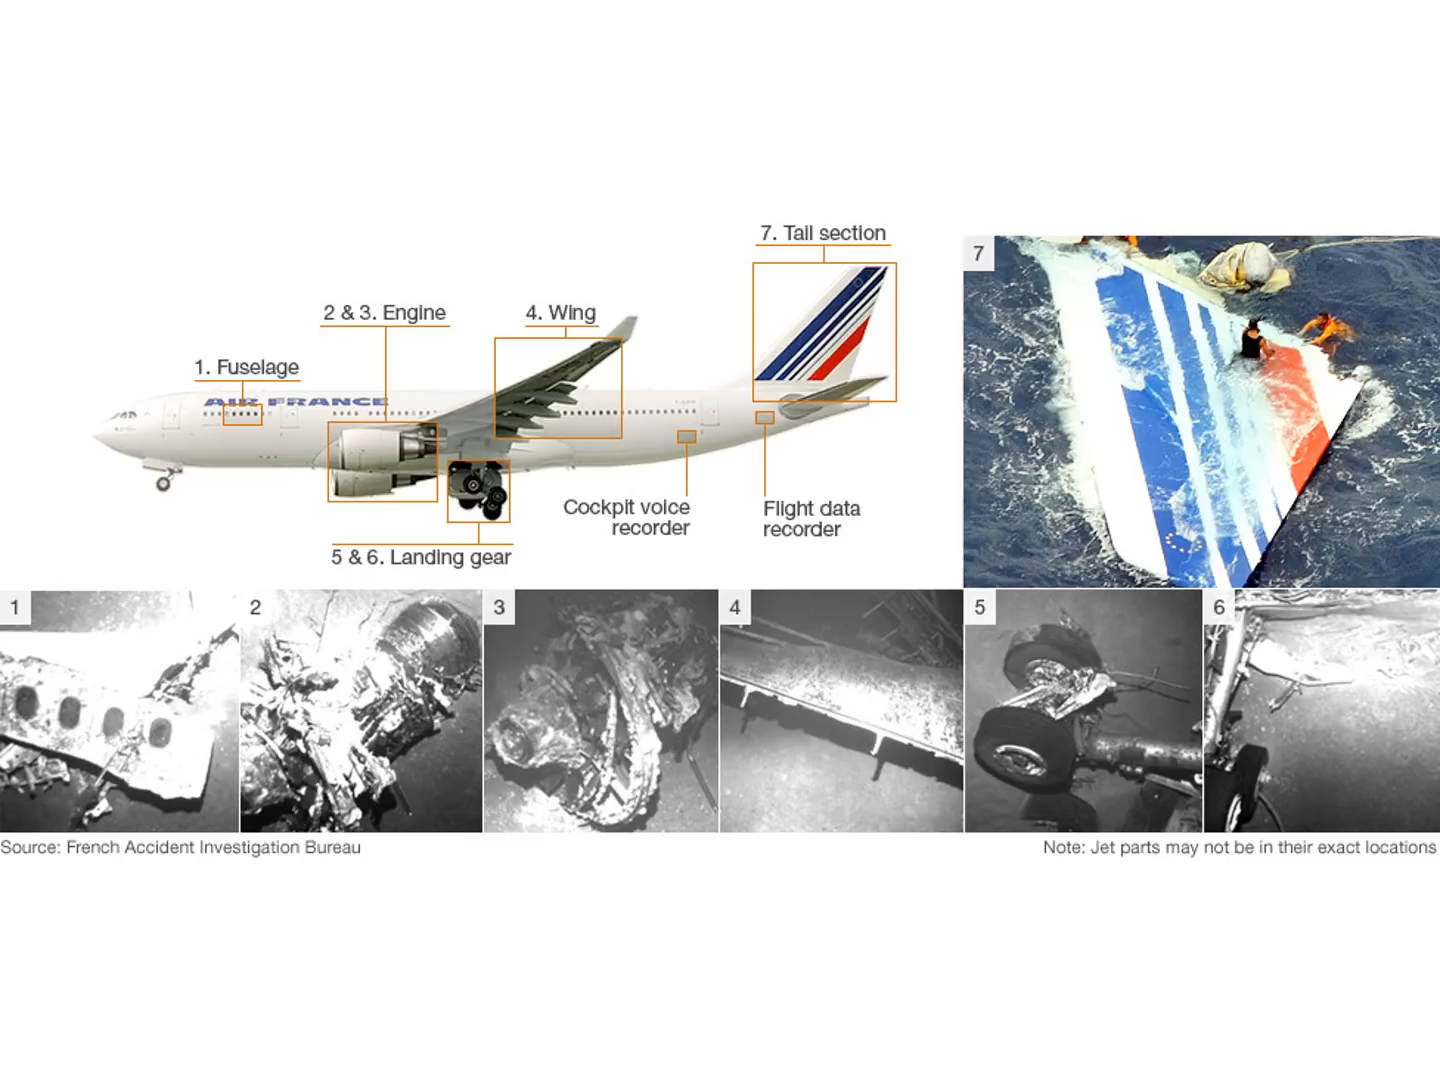 7. Tail section
7
2 & 3. Engine
4. Wing
1. Fuselage
AIR FRANCE
Cockpit voice
recorder
Flight data
recorder
5 & 6. Landing gear
1
2
3
4
5
6
Source: French Accident Investigation Bureau
Note: Jet parts may not be in their exact locations